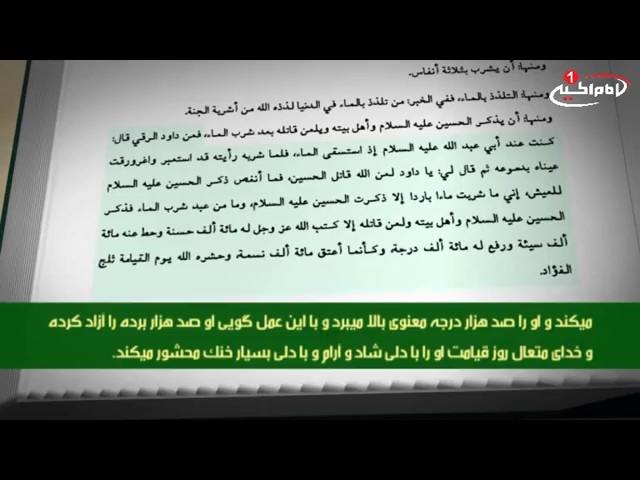 ومنها: أن يشرب بثلاثة أنفاس.
ومنها: التلذذ بالماء، ففي الخبر: من تلذذ بالماء في الدنيا لذذه الله من أشربة الجنة.
ومنها: أن يذكر الحسين عليه السلام وأهل بيته ويلعن قاتله بعد شرب الماء، فعن داود الرقي قال:
كنت عند أبي عبد الله عليه السلام إذ استسقى الماء، فلما شربه رأيته قد استعبر واغرورقت
عيناه بدموعه ثم قال لي: يا داود لعن الله قاتل الحسين، فما أنغص ذكر الحسين عليه السلام
للعيش، إني ما شربت ماءا باردا إلا ذكرت الحسين عليه السلام، وما من عبد شرب الماء فذكر
الحسين عليه السلام وأهل بيته ولعن قاتله إلا كتب الله عز وجل له مائة ألف حسنة وحط عنه مائة
ألف سيئة ورفع له مائة ألف درجة، وكأنما أعتق مائة ألف نسمة، وحشره الله يوم القيامة ثلج
الفؤاد.
میکند و او را صد هزار درجه معنوی بالا میبرد و با این عمل گویی او صد هزار برده را آزاد کرده
و خدای متعال روز قیامت او را با دلی شاد و آرام و با دلی بسیار خنك محشور میکند.